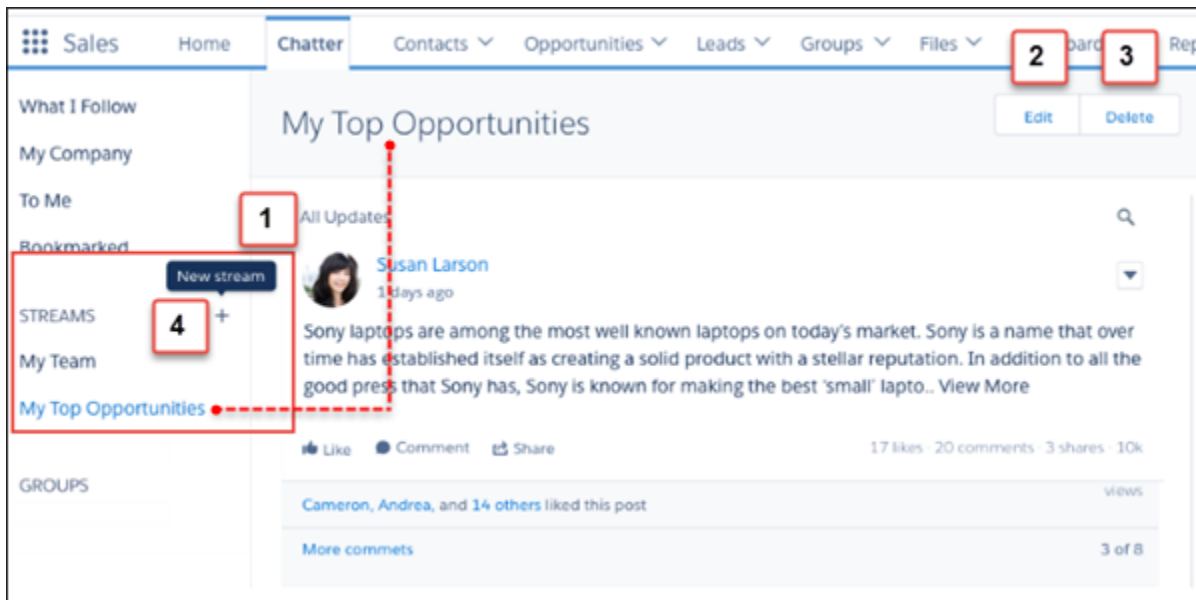 Sales Home Chatter Contacts Opportunities Leads Groups Files 2 3
What I Follow
My Company
To Me
Bookmarked
New stream
STREAMS 4 +
My Team
My Top Opportunities
GROUPS
My Top Opportunities
Edit Delete
1
All Updates
Susan Larson
1 days ago
Sony laptops are among the most well known laptops on today's market. Sony is a name that over
time has established itself as creating a solid product with a stellar reputation. In addition to all the
good press that Sony has, Sony is known for making the best 'small' lapto.. View More
Like Comment Share 17 likes · 20 comments · 3 shares · 10k
views
Cameron, Andrea, and 14 others liked this post
More commets 3 of 8